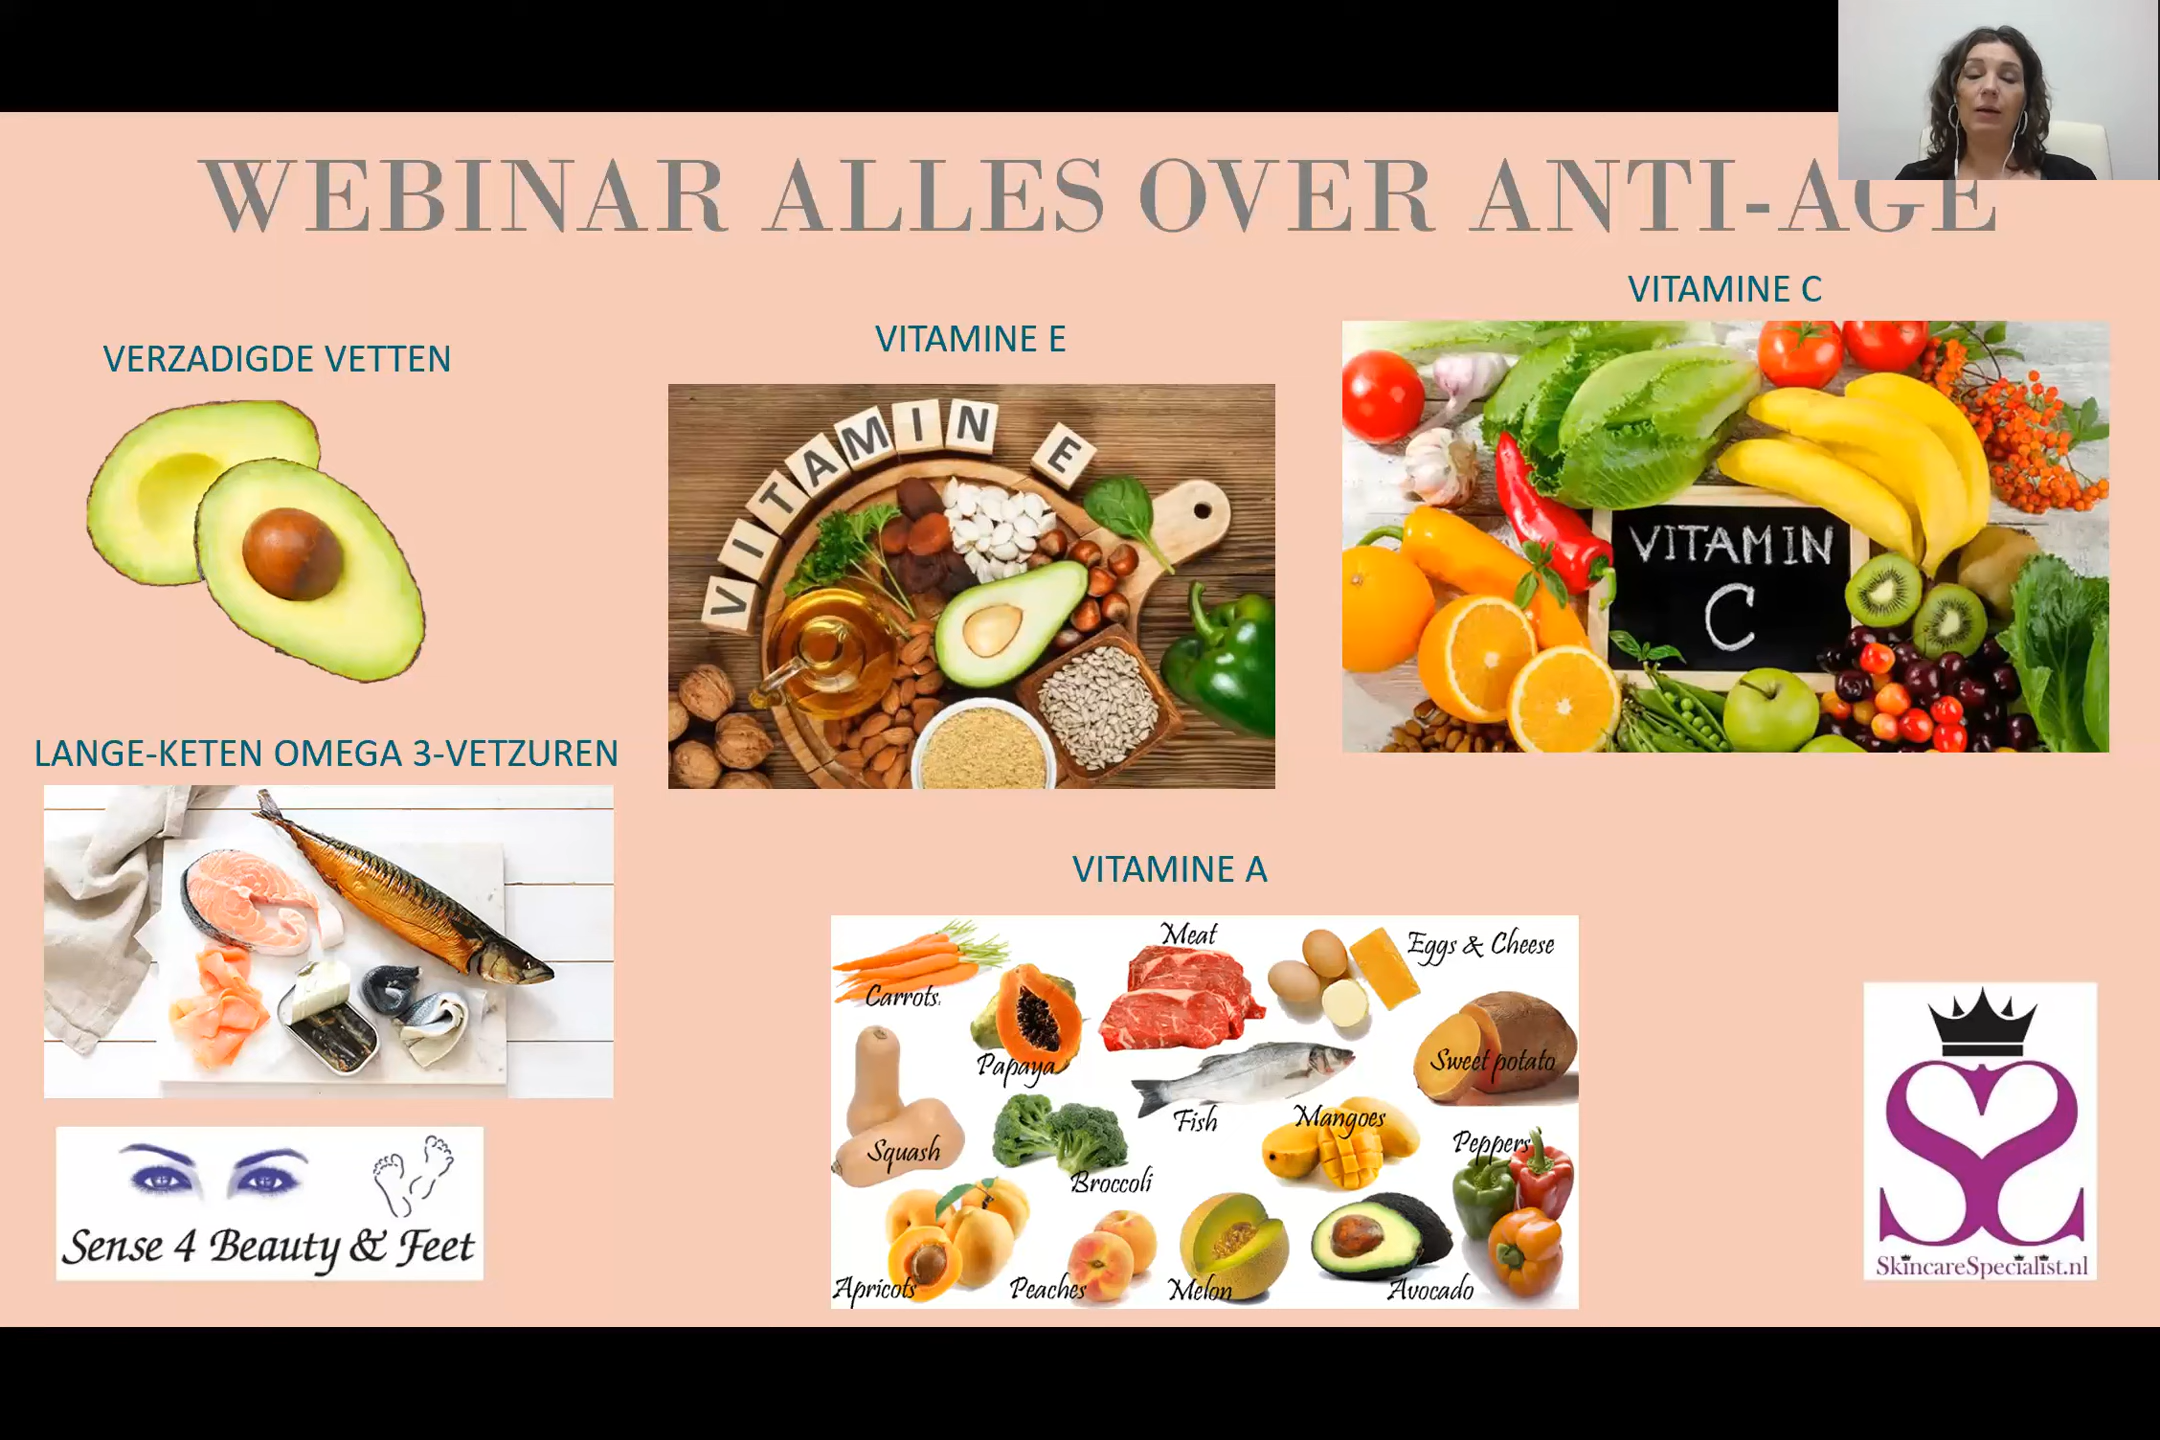 WEBINAR ALLES OVER ANTI-AGE
VITAMINE C
VITAMINE E
VERZADIGDE VETTEN
VITAMIN E
VITAMIN
C
LANGE-KETEN OMEGA 3-VETZUREN
VITAMINE A
Meat
Eggs & Cheese
Carrots
Papaya
Sweet potato
Fish
Mangoes
Squash
Peppers
Broccoli
Apricots
Peaches
Melon
Avocado
Sense 4 Beauty & Feet
SkincareSpecialist.nl